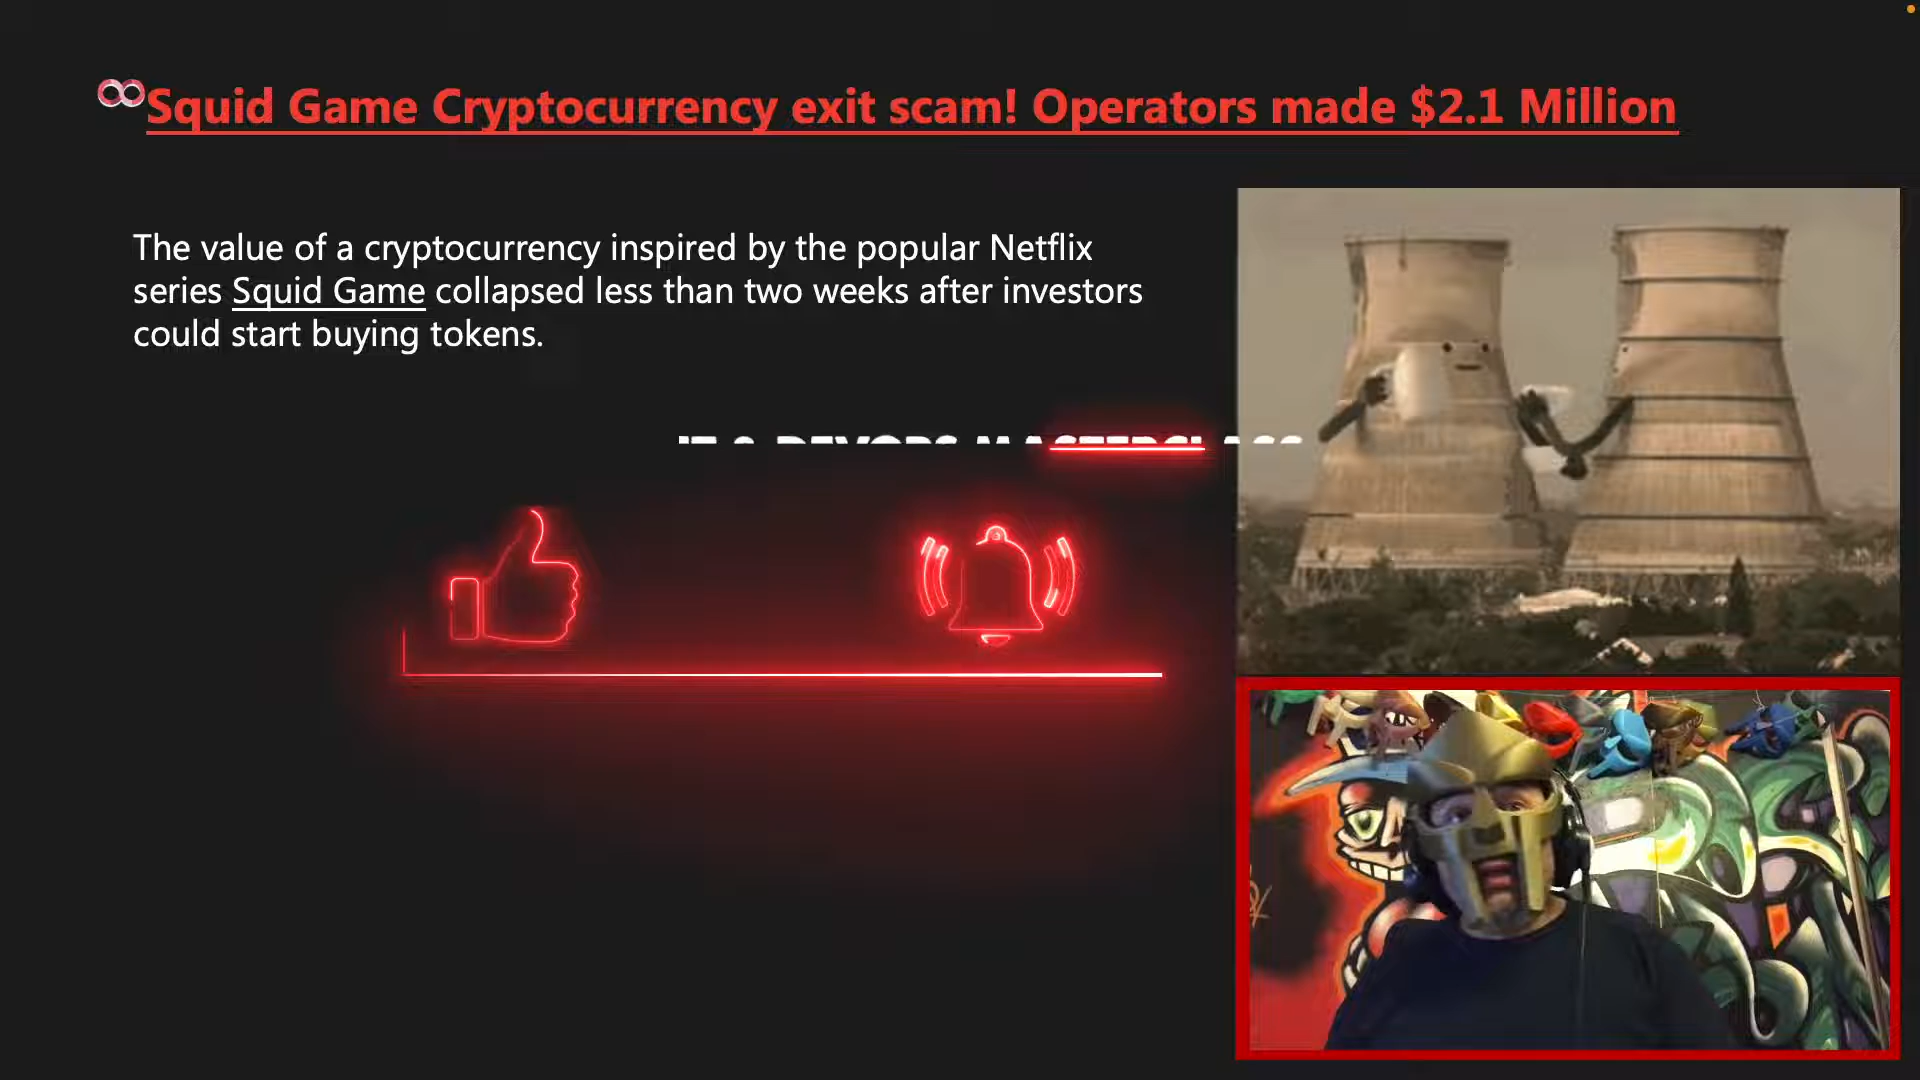 Squid Game Cryptocurrency exit scam! Operators made $2.1 Million
The value of a cryptocurrency inspired by the popular Netflix
series Squid Game collapsed less than two weeks after investors
could start buying tokens.